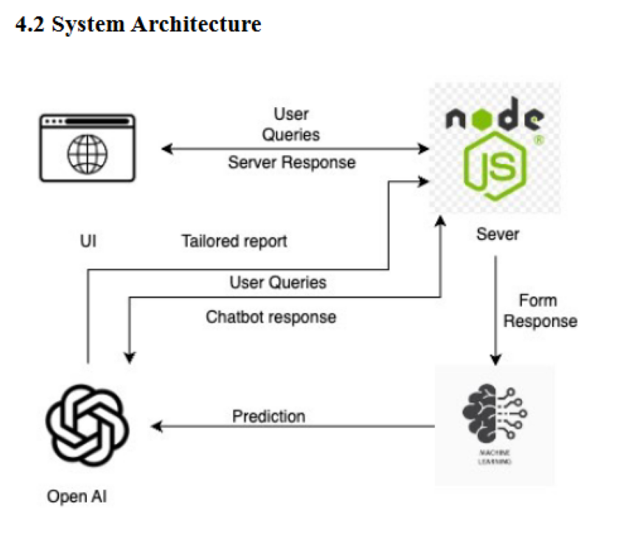 4.2 System Architecture
User
Queries
Server Response
node
JS
®
UI
Tailored report
Sever
User Queries
Chatbot response
Form
Response
Prediction
MACHINE
LEARNING
Open AI